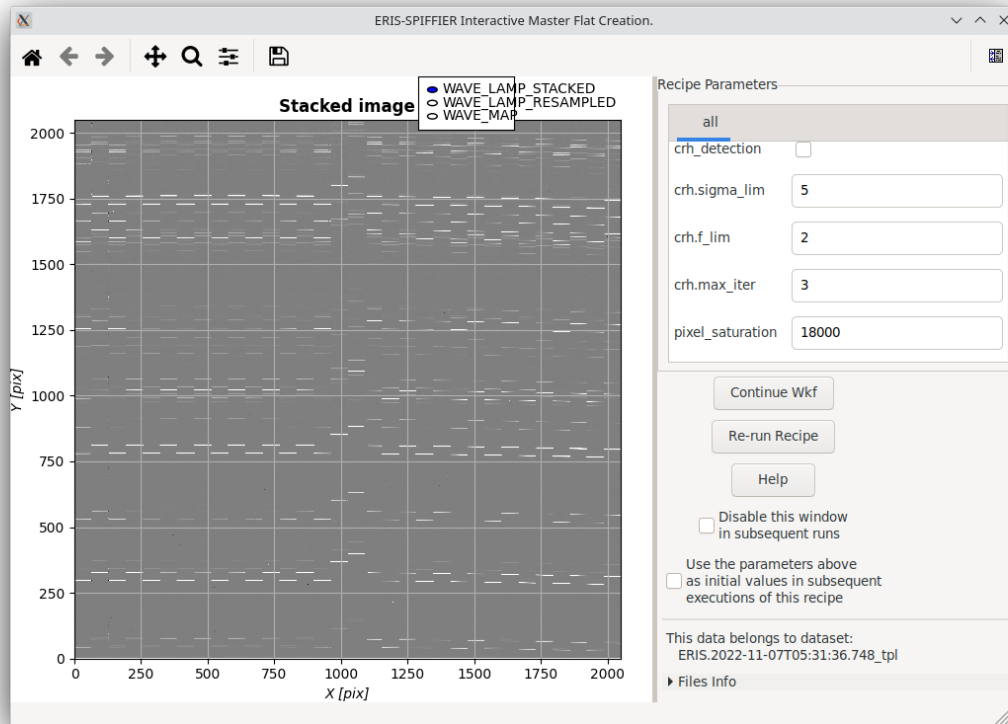 ERIS-SPIFFIER Interactive Master Flat Creation.
Stacked image
WAVE_LAMP_STACKED
WAVE_LAMP_RESAMPLED
WAVE_MAP
2000
1750
1500
1250
1000
750
500
250
0
Y [pix]
0
250
500
750
1000
1250
1500
1750
2000
X [pix]
Recipe Parameters
all
crh_detection
crh.sigma_lim
5
crh.f_lim
2
crh.max_iter
3
pixel_saturation
18000
Continue Wkf
Re-run Recipe
Help
Disable this window
in subsequent runs
Use the parameters above
as initial values in subsequent
executions of this recipe
This data belongs to dataset:
ERIS.2022-11-07T05:31:36.748_tpl
Files Info